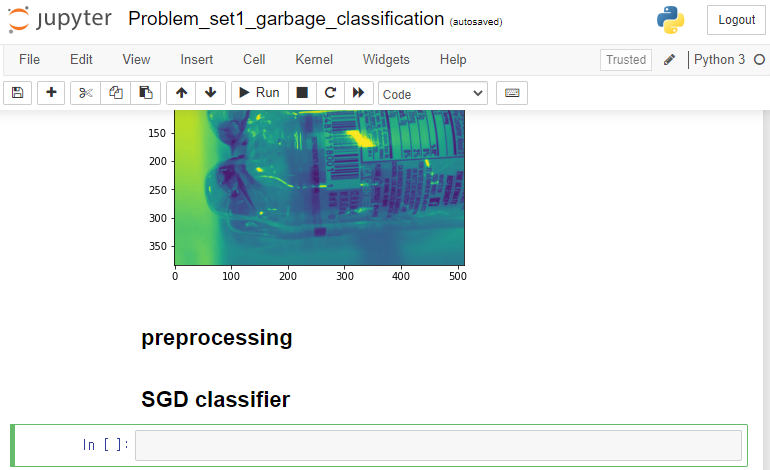 jupyter Problem_set1_garbage_classification (autosaved)
Logout
File Edit View Insert Cell Kernel Widgets Help
Trusted
Python 3
Run
Code
150
200
250
300
350
0 100 200 300 400 500
preprocessing
SGD classifier
In [ ]: